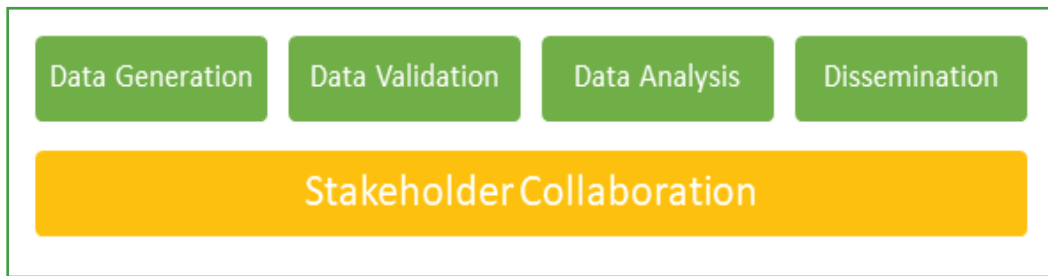 Data Generation
Data Validation
Data Analysis
Dissemination
Stakeholder Collaboration